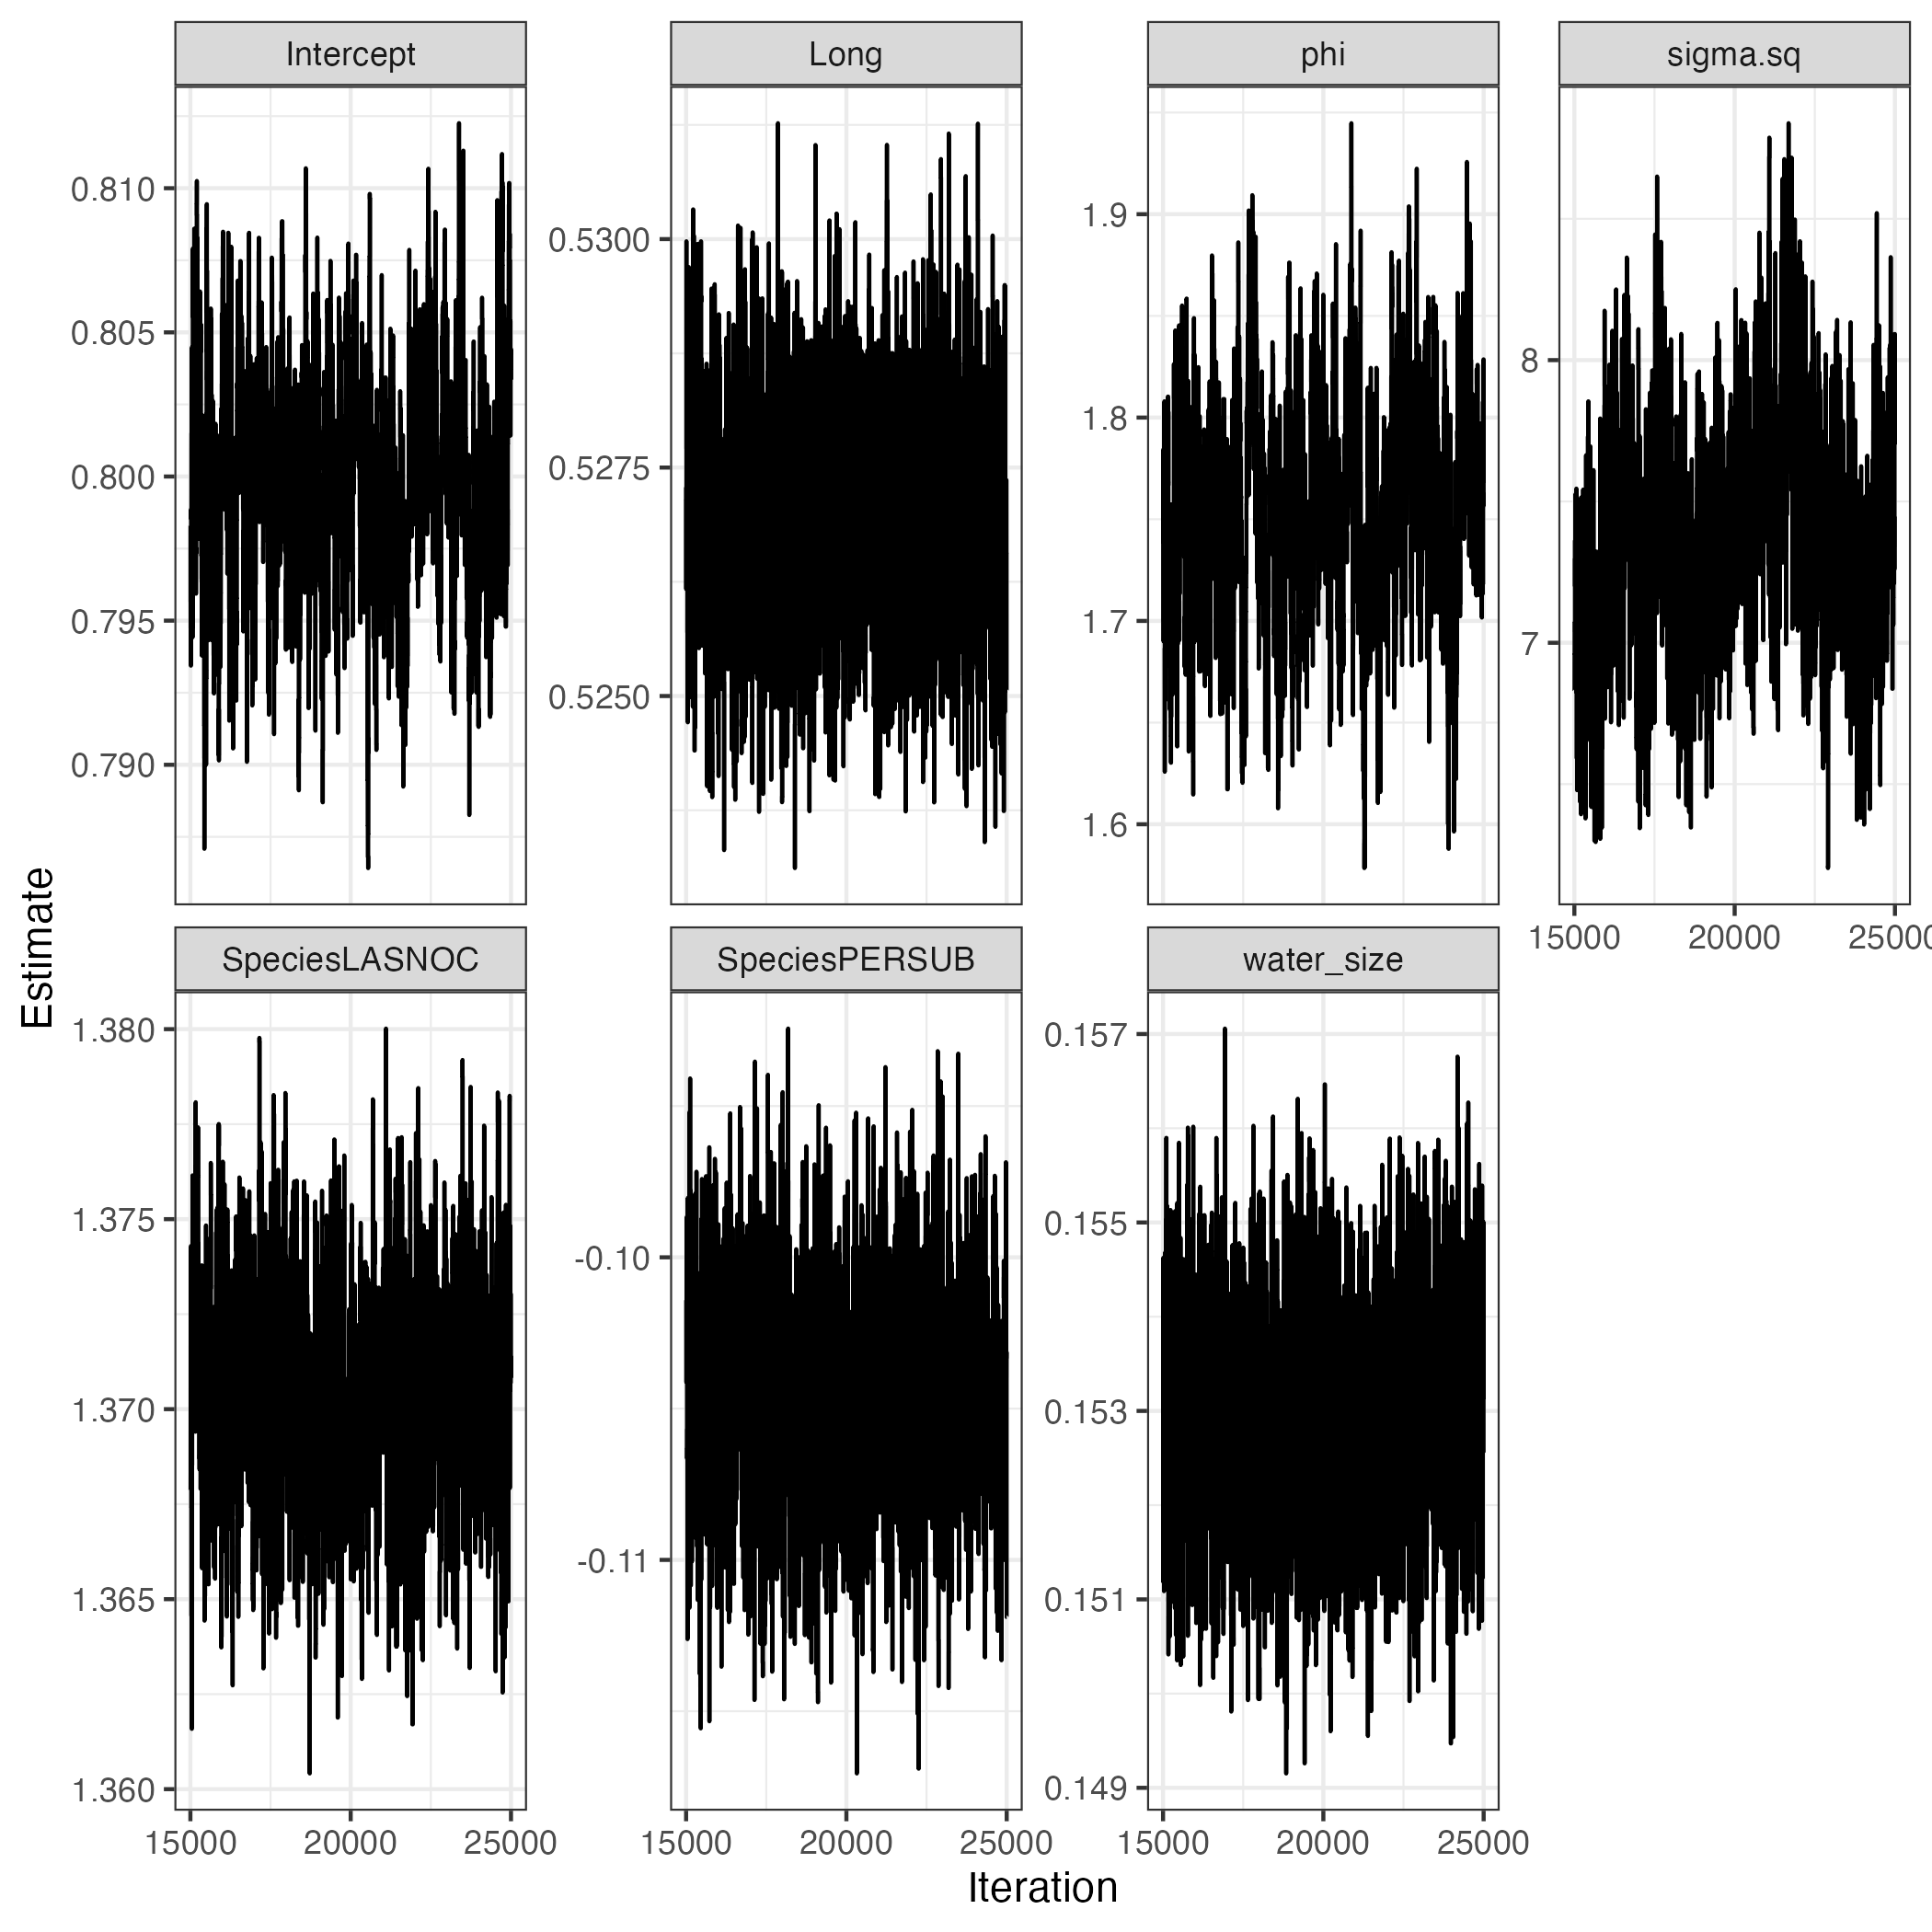 Intercept
Long
phi
sigma.sq
0.810
0.805
0.800
0.795
0.790
0.5300
0.5275
0.5250
1.9
1.8
1.7
1.6
8
7
15000 20000 25000
Estimate
SpeciesLASNOC
SpeciesPERSUB
water_size
1.380
1.375
1.370
1.365
1.360
-0.10
-0.11
0.157
0.155
0.153
0.151
0.149
15000 20000 25000
15000 20000 25000
15000 20000 25000
Iteration